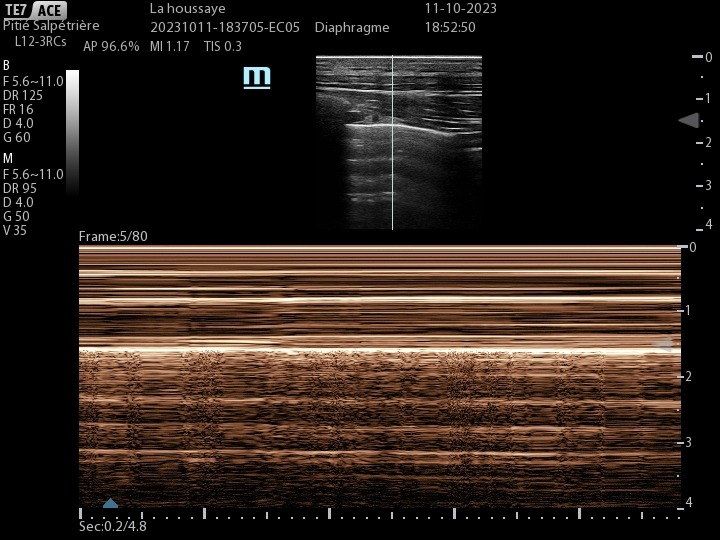 TE7 ACE La houssaye 11-10-2023
Pitié Salpêtrière 20231011-183705-EC05 Diaphragme 18:52:50
L12-3RCs AP 96.6% MI 1.17 TIS 0.3
B
F 5.6~11.0
DR 125
FR 16
D 4.0
G 60
M
F 5.6~11.0
DR 95
D 4.0
G 50
V 35
m
0
1
2
3
4
Frame:5/80
0
1
2
3
4
Sec:0.2/4.8